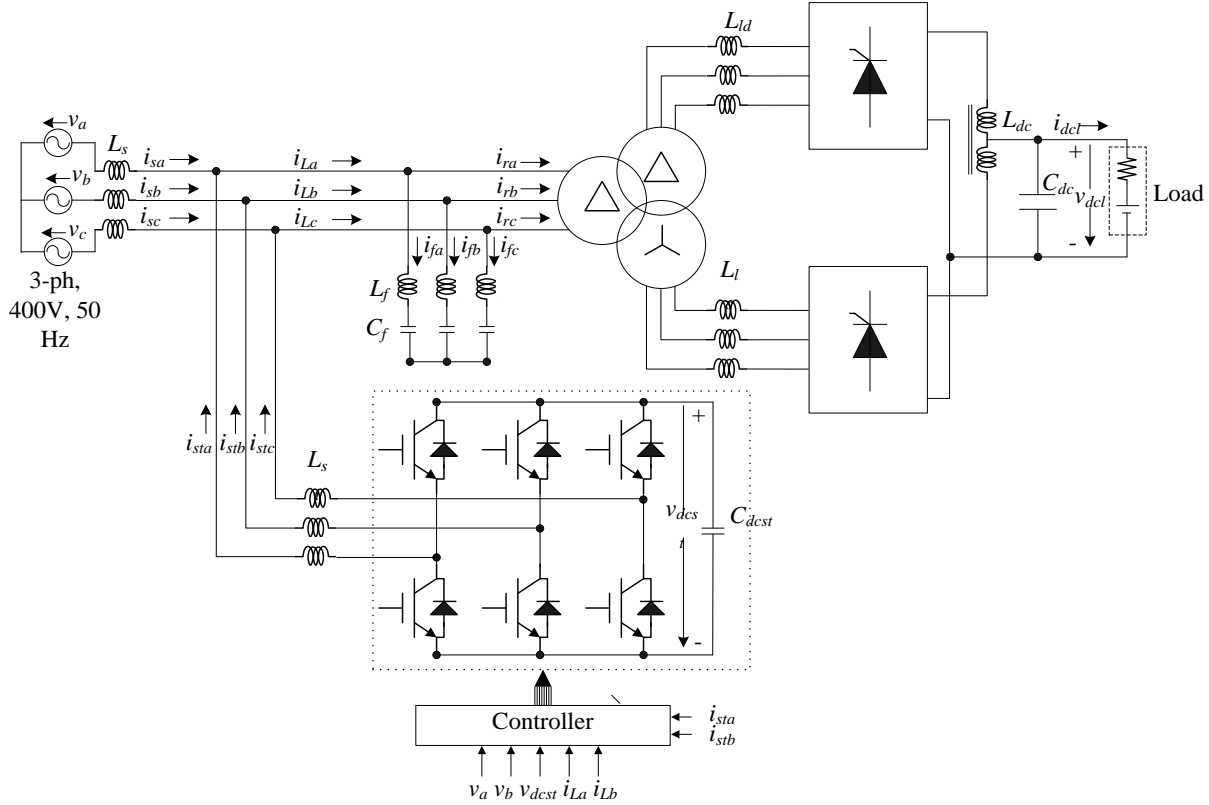 L_ld
v_a
L_s
i_sa
i_La
i_ra
L_dc
i_dcl
v_b
i_sb
i_Lb
i_rb
+
C_dc
v_dcl
Load
v_c
i_sc
i_Lc
i_rc
-
i_fa
i_fb
i_fc
3-ph,
400V, 50
Hz
L_f
C_f
L_l
i_sta
i_stb
i_stc
L_s
+
v_dcs
t
C_dcst
-
Controller
i_sta
i_stb
v_a v_b v_dcst i_La i_Lb